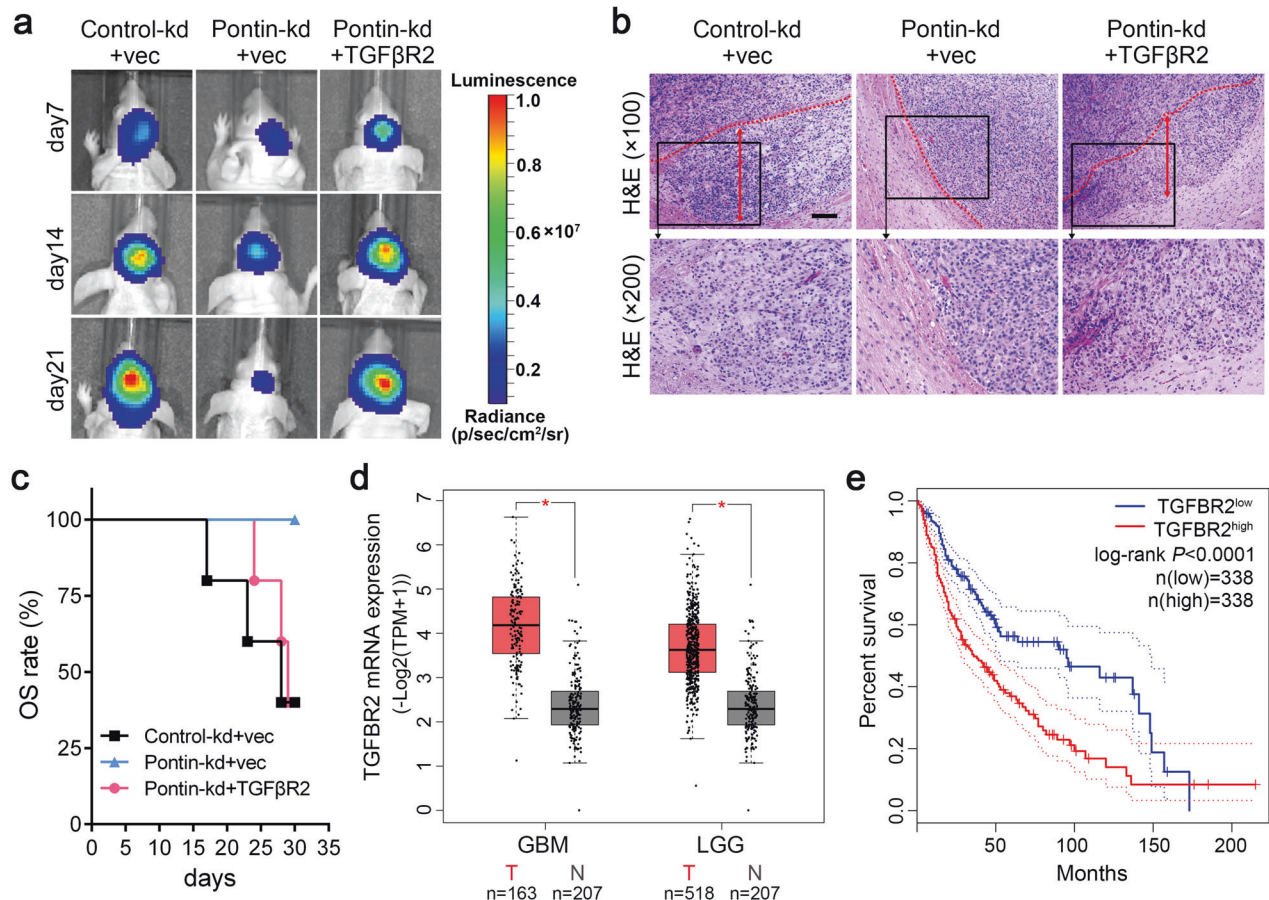 a
Control-kd
+vec
Pontin-kd
+vec
Pontin-kd
+TGFβR2
day7
day14
day21
Luminescence
1.0
0.8
0.6 ×10⁷
0.4
0.2
Radiance
(p/sec/cm²/sr)
b
Control-kd
+vec
Pontin-kd
+vec
Pontin-kd
+TGFβR2
H&E (×100)
H&E (×200)
c
OS rate (%)
100
75
50
25
0
0 5 10 15 20 25 30 35
days
Control-kd+vec
Pontin-kd+vec
Pontin-kd+TGFβR2
d
TGFBR2 mRNA expression
(-Log2(TPM+1))
7
6
5
4
3
2
1
0
* *
GBM LGG
T N T N
n=163 n=207 n=518 n=207
e
Percent survival
1.0
0.8
0.6
0.4
0.2
0.0
50 100 150 200
Months
TGFBR2ˡᵒʷ
TGFBR2ʰⁱᵍʰ
log-rank P<0.0001
n(low)=338
n(high)=338